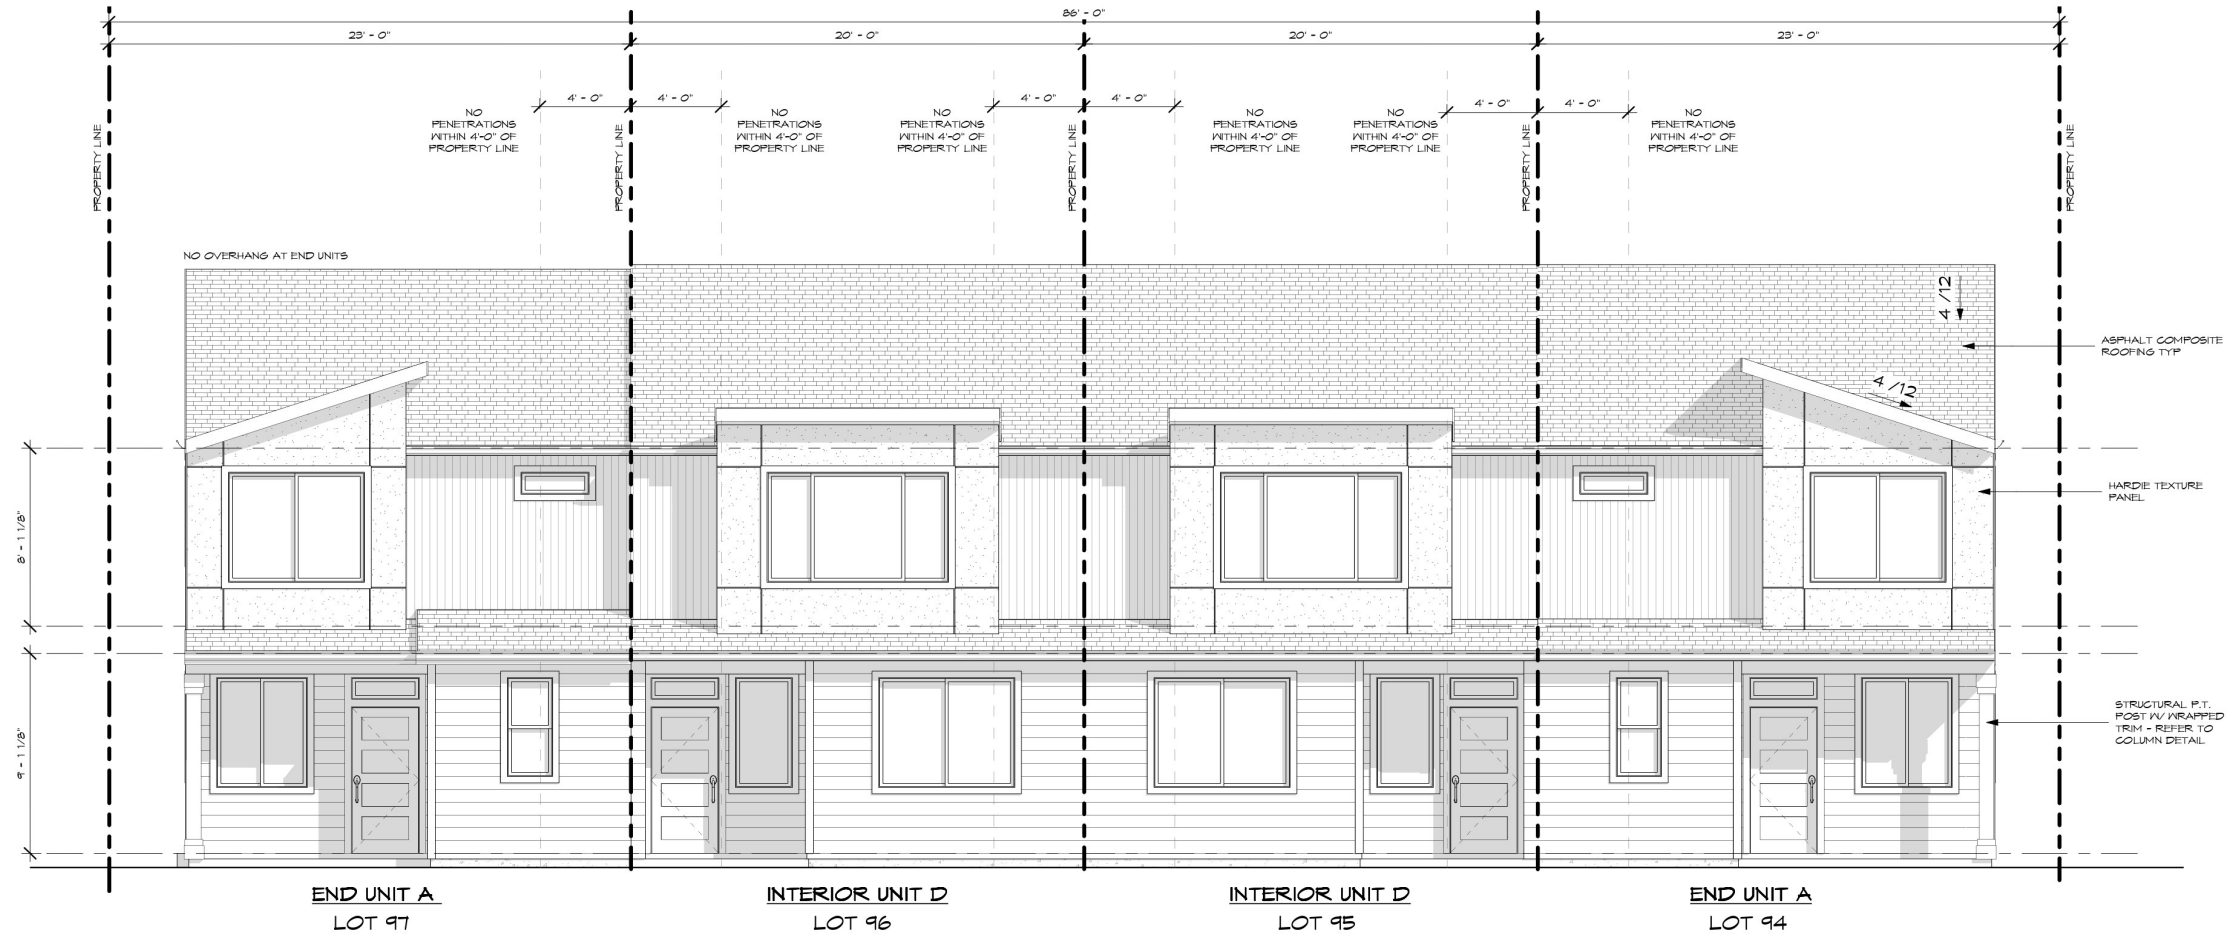 86' - 0"
23' - 0"
20' - 0"
20' - 0"
23' - 0"
4' - 0"
4' - 0"
4' - 0"
4' - 0"
4' - 0"
4' - 0"
NO
PENETRATIONS
WITHIN 4'-0" OF
PROPERTY LINE
NO
PENETRATIONS
WITHIN 4'-0" OF
PROPERTY LINE
NO
PENETRATIONS
WITHIN 4'-0" OF
PROPERTY LINE
NO
PENETRATIONS
WITHIN 4'-0" OF
PROPERTY LINE
NO
PENETRATIONS
WITHIN 4'-0" OF
PROPERTY LINE
NO
PENETRATIONS
WITHIN 4'-0" OF
PROPERTY LINE
PROPERTY LINE
PROPERTY LINE
PROPERTY LINE
PROPERTY LINE
PROPERTY LINE
NO OVERHANG AT END UNITS
4 /12
ASPHALT COMPOSITE
ROOFING TYP
4 /12
HARDIE TEXTURE
PANEL
8' - 1 1/8"
STRUCTURAL P.T.
POST W/ WRAPPED
TRIM - REFER TO
COLUMN DETAIL
9' - 1 1/8"
END UNIT A
LOT 97
INTERIOR UNIT D
LOT 96
INTERIOR UNIT D
LOT 95
END UNIT A
LOT 94